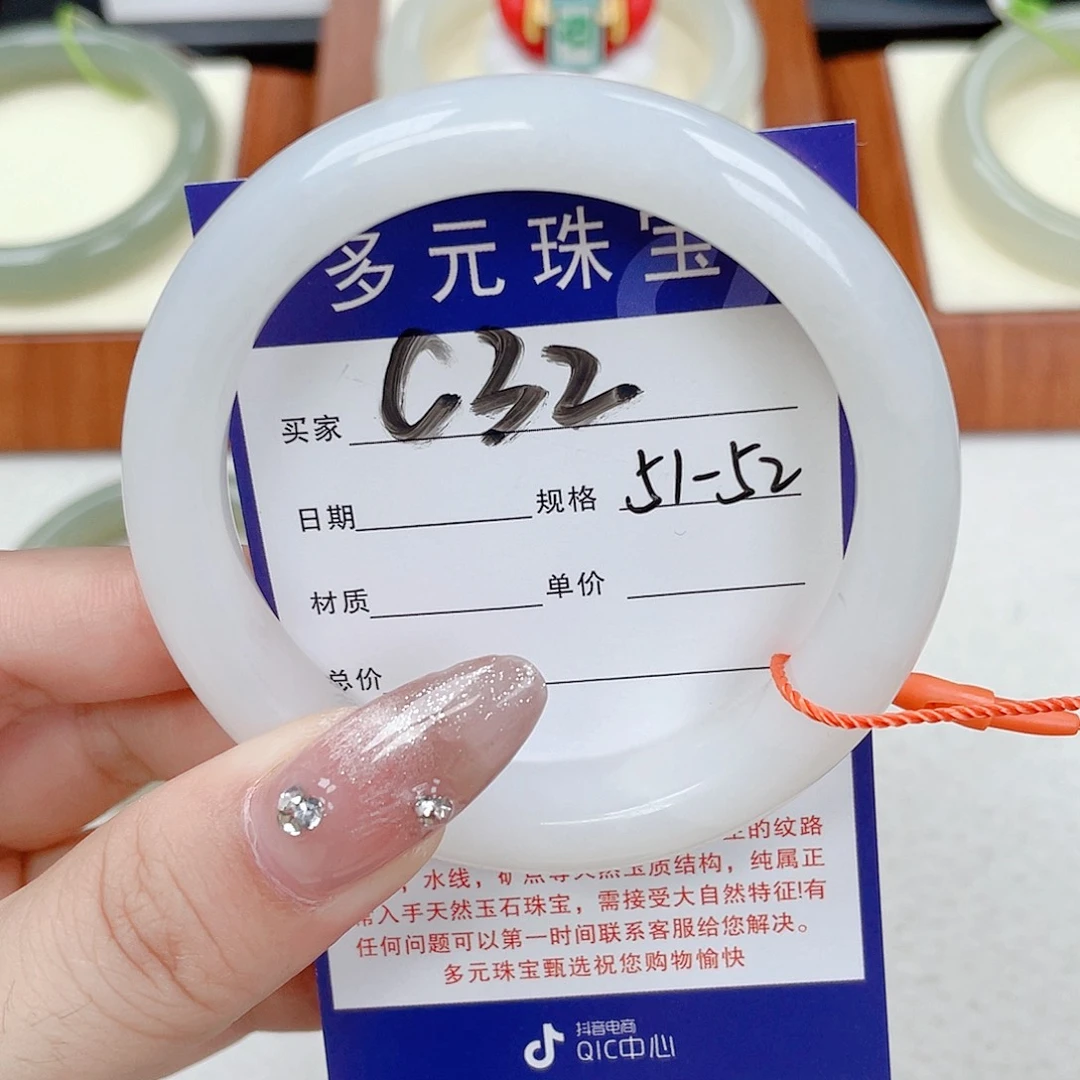 多元珠宝
买家 C32
日期 规格 51-52
材质 单价
总价
的纹路
水线，矿点等天然玉质结构，纯属正
常入手天然玉石珠宝，需接受大自然特征!有
任何问题可以第一时间联系客服给您解决。
多元珠宝甄选祝您购物愉快
抖音电商
QIC中心